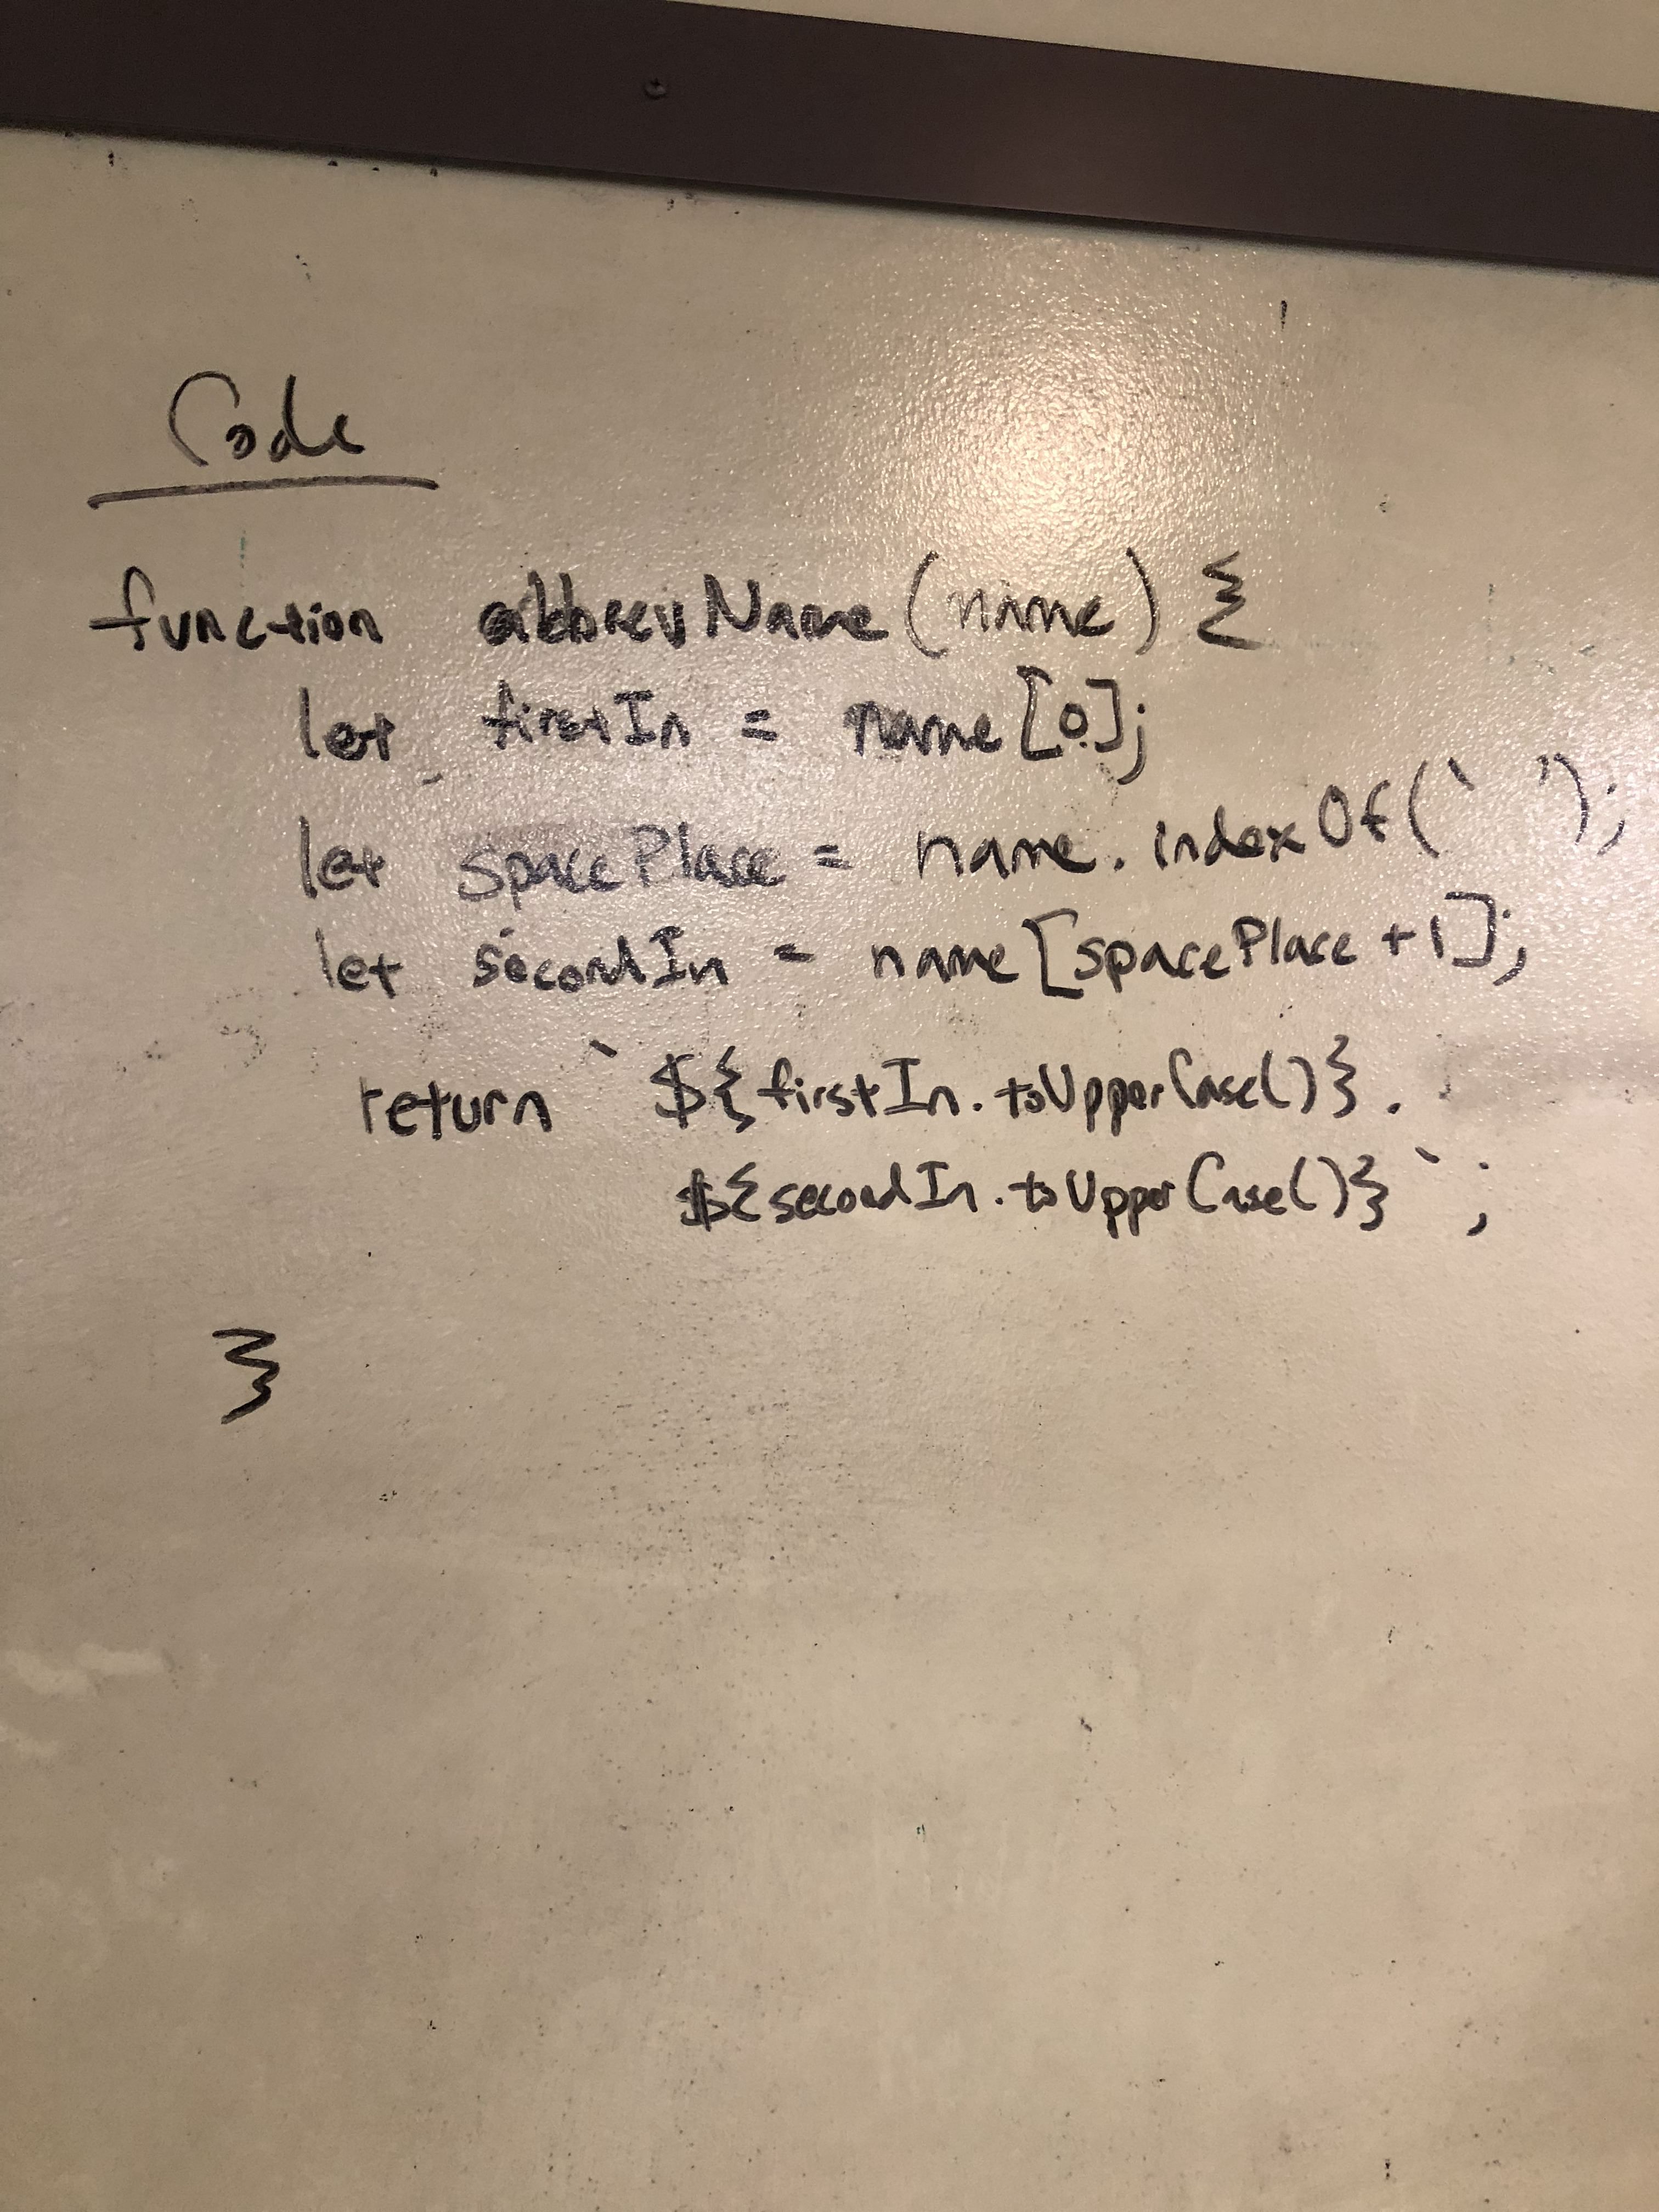 Code
function abbrevName(name) {
let firstIn = name[0];
let spacePlace = name.indexOf(' ');
let secondIn = name[spacePlace +1];
return `${firstIn.toUpperCase()}.
${secondIn.toUpperCase()}`;
}